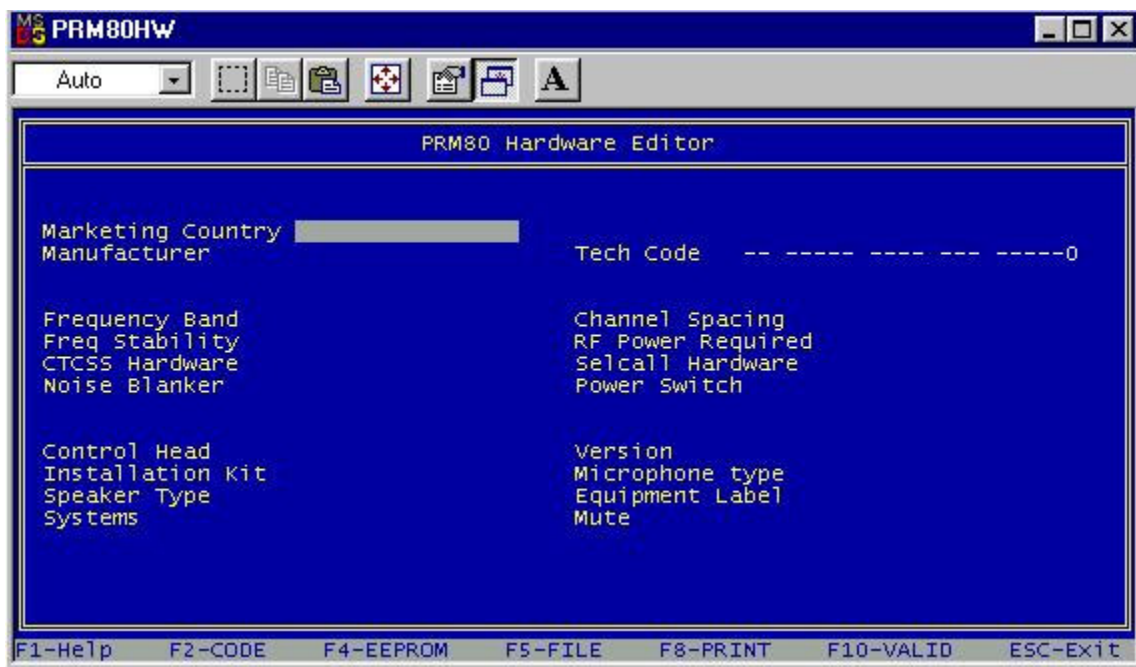 MS DOS PRM80HW
Auto A
PRM80 Hardware Editor
Marketing Country
Manufacturer Tech Code -- ----- ---- --- -----0
Frequency Band Channel Spacing
Freq Stability RF Power Required
CTCSS Hardware Selcall Hardware
Noise Blanker Power Switch
Control Head Version
Installation Kit Microphone type
Speaker Type Equipment Label
Systems Mute
F1-Help F2-CODE F4-EEPROM F5-FILE F8-PRINT F10-VALID ESC-Exit